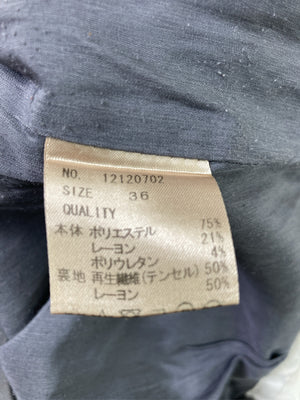 NO. 12120702
SIZE 36
QUALITY
本体 ポリエステル 75%
レーヨン 21%
ポリウレタン 4%
裏地 再生繊維(テンセル) 50%
レーヨン 50%